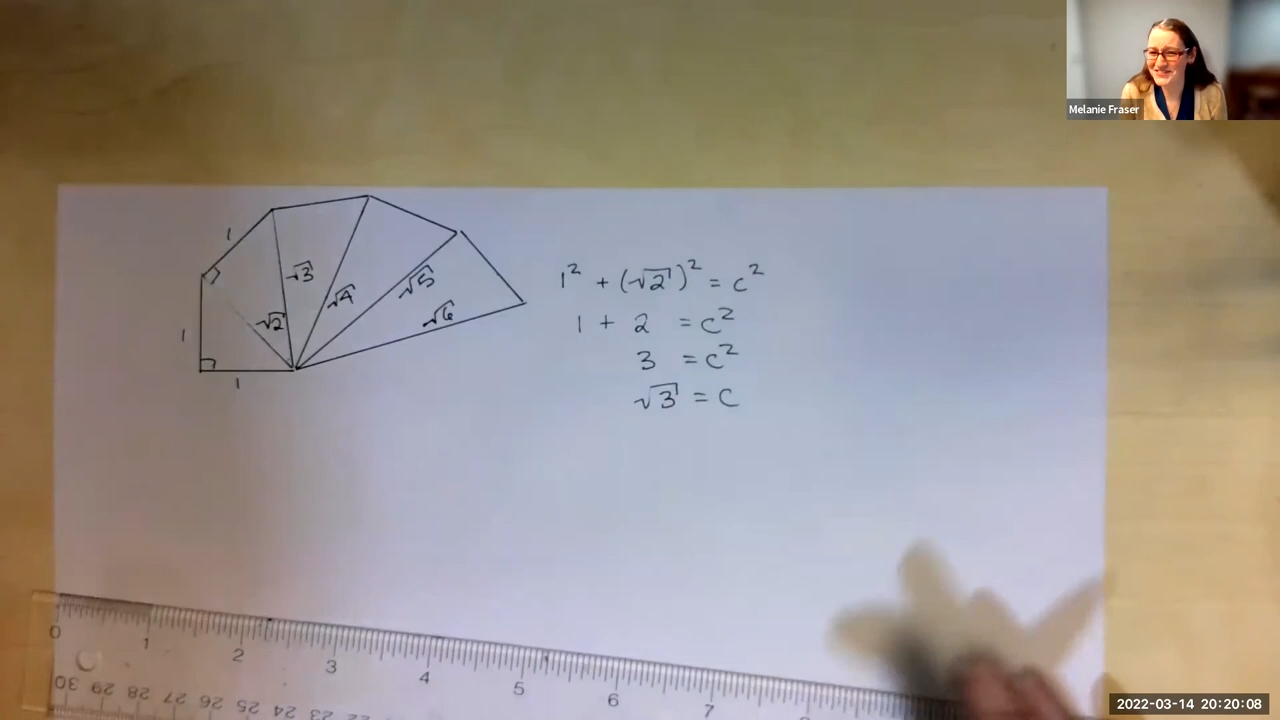 Melanie Fraser
1
√3
√4
√5
√2
√6
1
1
1² + (√2)² = c²
1 + 2 = c²
3 = c²
√3 = c
0 1 2 3 4 5 6 7
30 29 28 27 26 25 24 23 22
2022-03-14 20:20:08